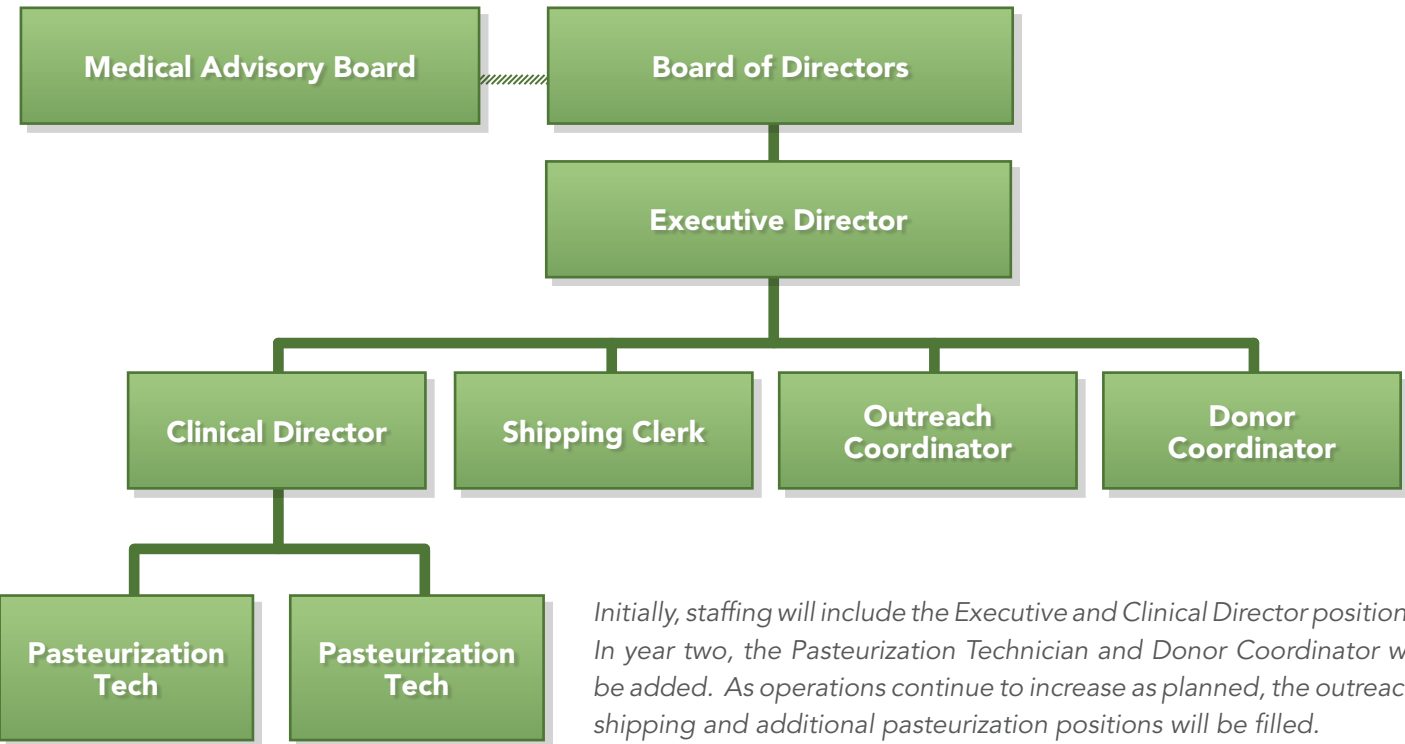 Medical Advisory Board
Board of Directors
Executive Director
Clinical Director
Shipping Clerk
Outreach
Coordinator
Donor
Coordinator
Pasteurization
Tech
Pasteurization
Tech
Initially, staffing will include the Executive and Clinical Director position
In year two, the Pasteurization Technician and Donor Coordinator w
be added. As operations continue to increase as planned, the outreac
shipping and additional pasteurization positions will be filled.